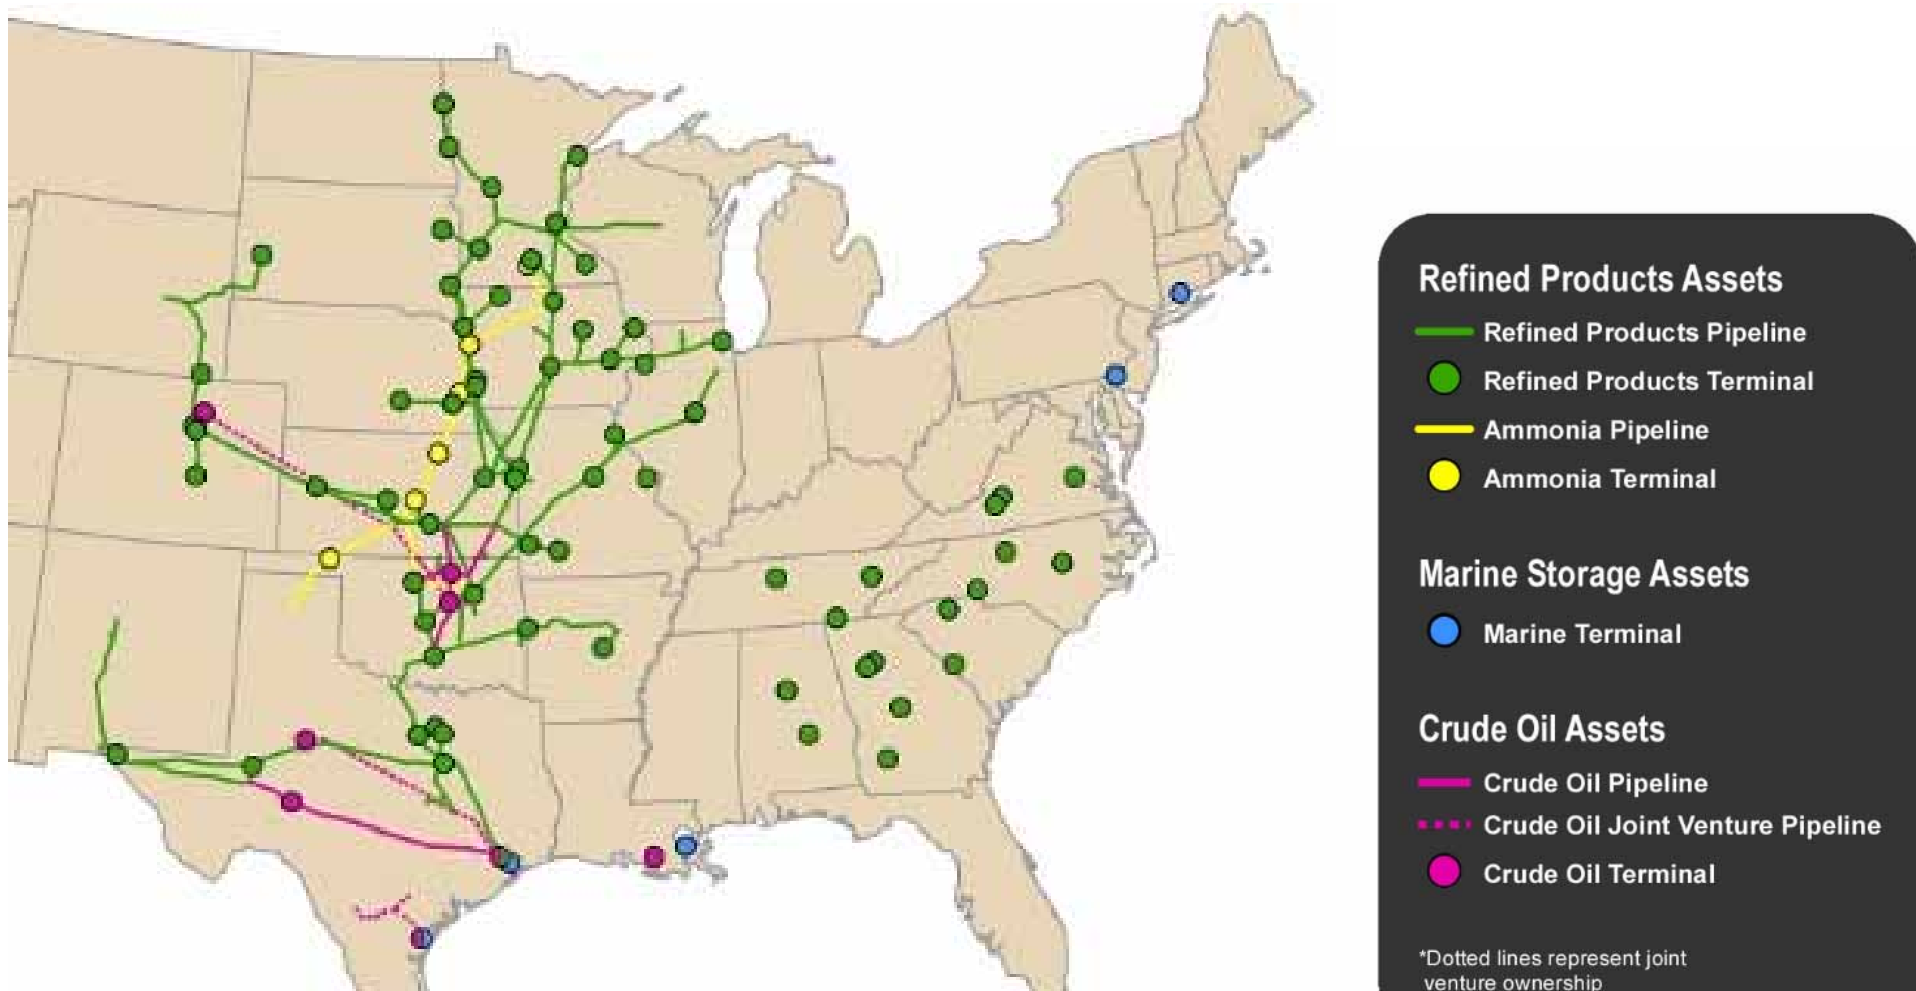 Refined Products Assets
Refined Products Pipeline
Refined Products Terminal
Ammonia Pipeline
Ammonia Terminal
Marine Storage Assets
Marine Terminal
Crude Oil Assets
Crude Oil Pipeline
Crude Oil Joint Venture Pipeline
Crude Oil Terminal
*Dotted lines represent joint
venture ownership